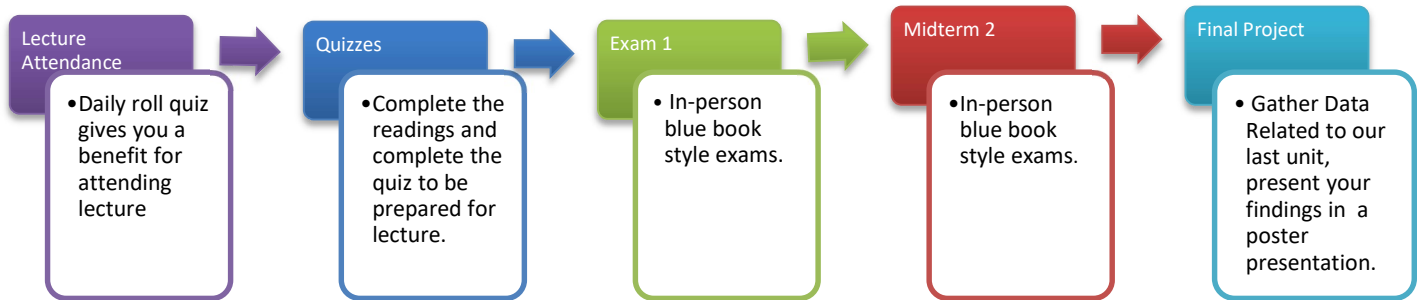 Lecture
Attendance
•Daily roll quiz
gives you a
benefit for
attending
lecture
Quizzes
•Complete the
readings and
complete the
quiz to be
prepared for
lecture.
Exam 1
• In-person
blue book
style exams.
Midterm 2
•In-person
blue book
style exams.
Final Project
• Gather Data
Related to our
last unit,
present your
findings in a
poster
presentation.